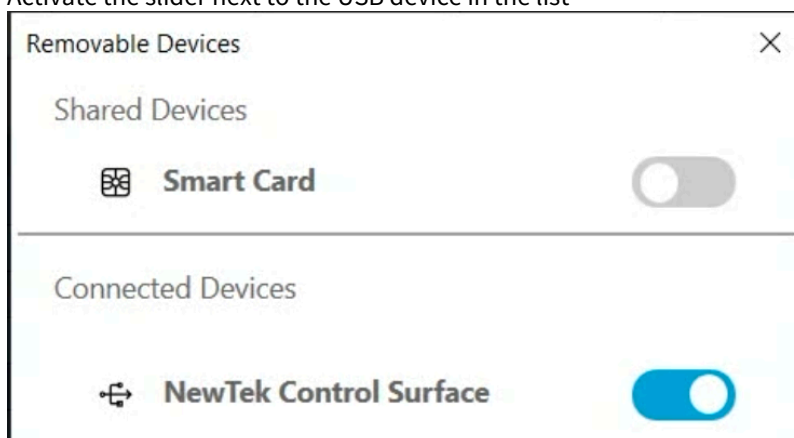 Activate the slider next to the USB device in the list
Removable Devices
Shared Devices
Smart Card
Connected Devices
NewTek Control Surface